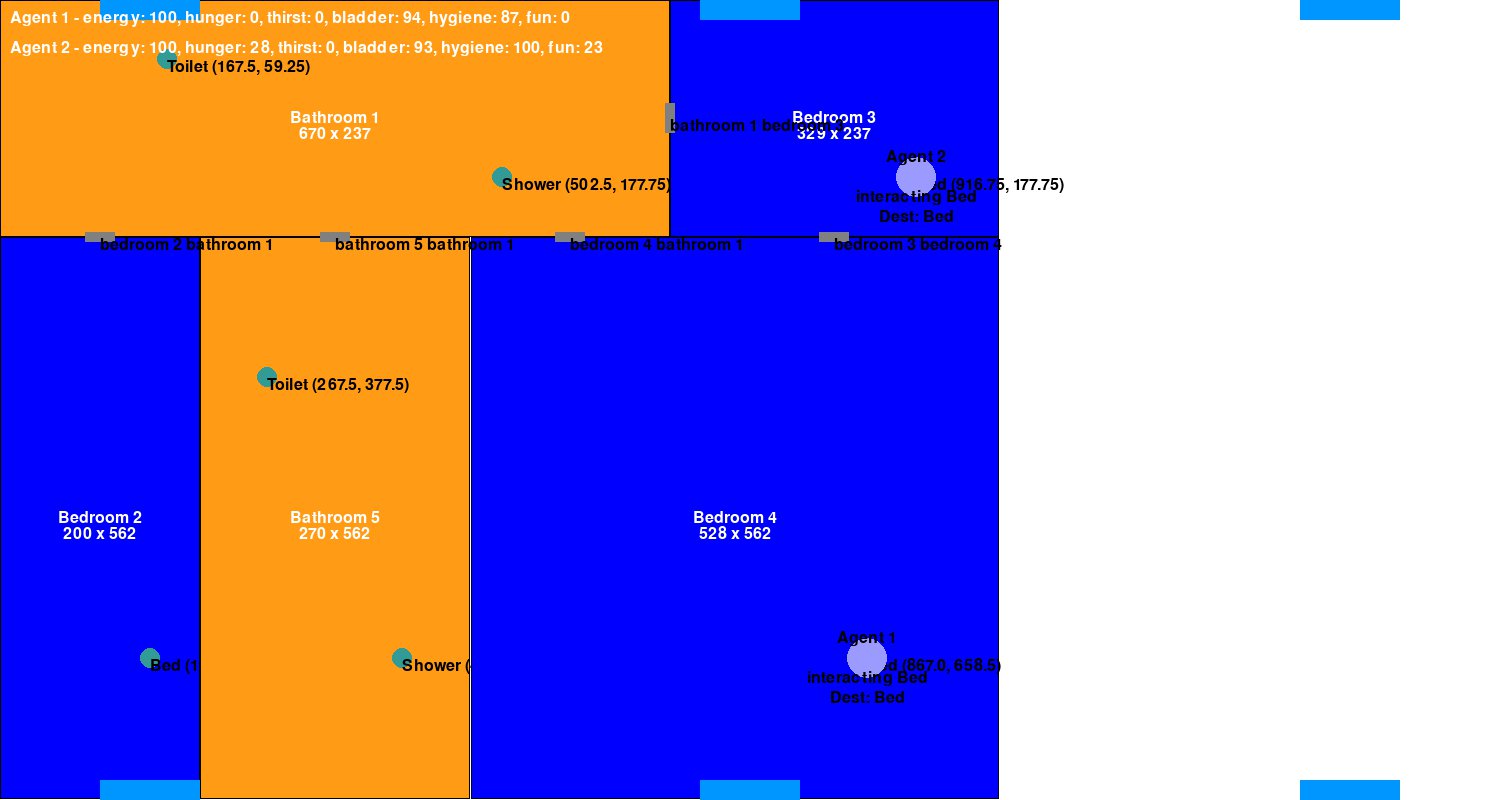 Agent 1 - energy: 100, hunger: 0, thirst: 0, bladder: 94, hygiene: 87, fun: 0
Agent 2 - energy: 100, hunger: 28, thirst: 0, bladder: 93, hygiene: 100, fun: 23
Toilet (167.5, 59.25)
Bathroom 1
670 x 237
Bedroom 3
329 x 237
bathroom 1 bedroom
Agent 2
Shower (502.5, 177.75)
d (916.75, 177.75)
interacting Bed
Dest: Bed
bedroom 2 bathroom 1
bathroom 5 bathroom 1
bedroom 4 bathroom 1
bedroom 3 bedroom 4
Toilet (267.5, 377.5)
Bedroom 2
200 x 562
Bathroom 5
270 x 562
Bedroom 4
528 x 562
Agent 1
Bed (1
Shower (
d (867.0, 658.5)
interacting Bed
Dest: Bed